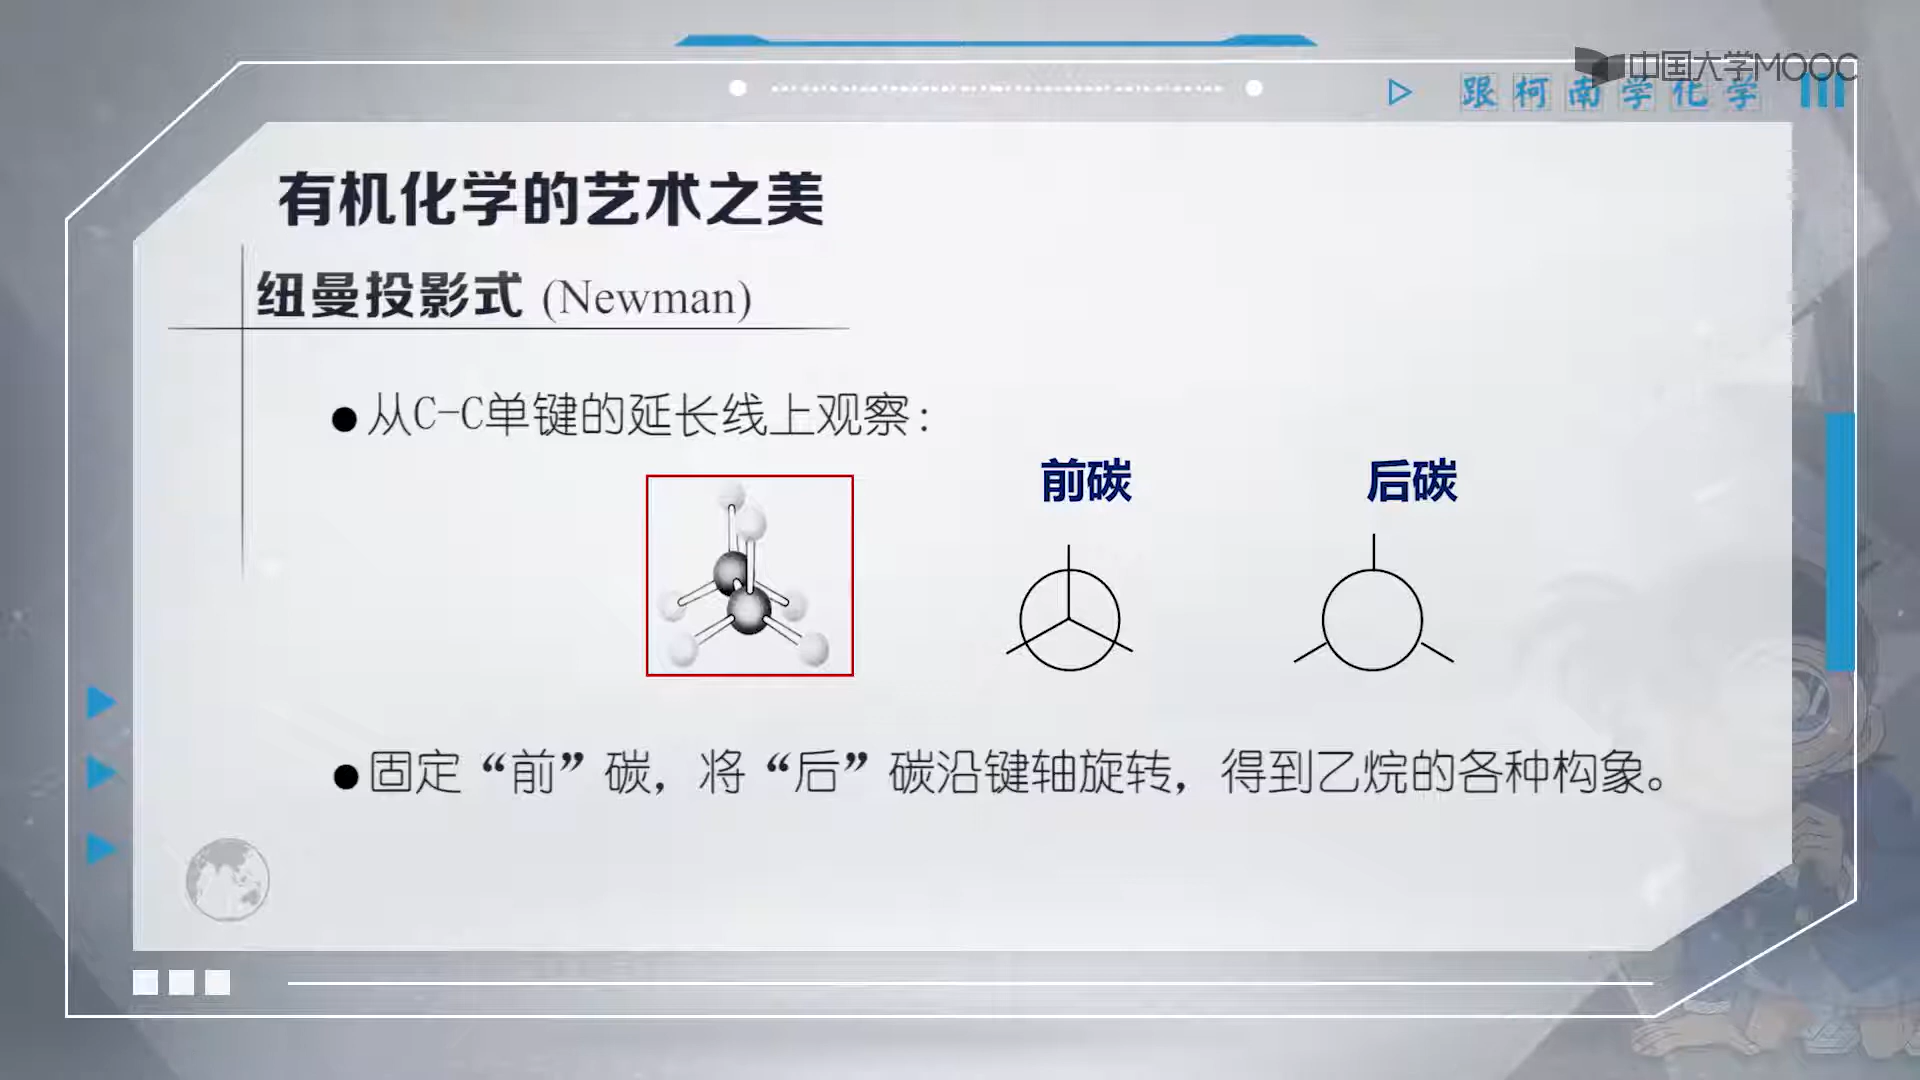 中国大学MOOC
跟柯南学化学
有机化学的艺术之美
纽曼投影式 (Newman)
●从C-C单键的延长线上观察：
前碳
后碳
●固定“前”碳，将“后”碳沿键轴旋转，得到乙烷的各种构象。